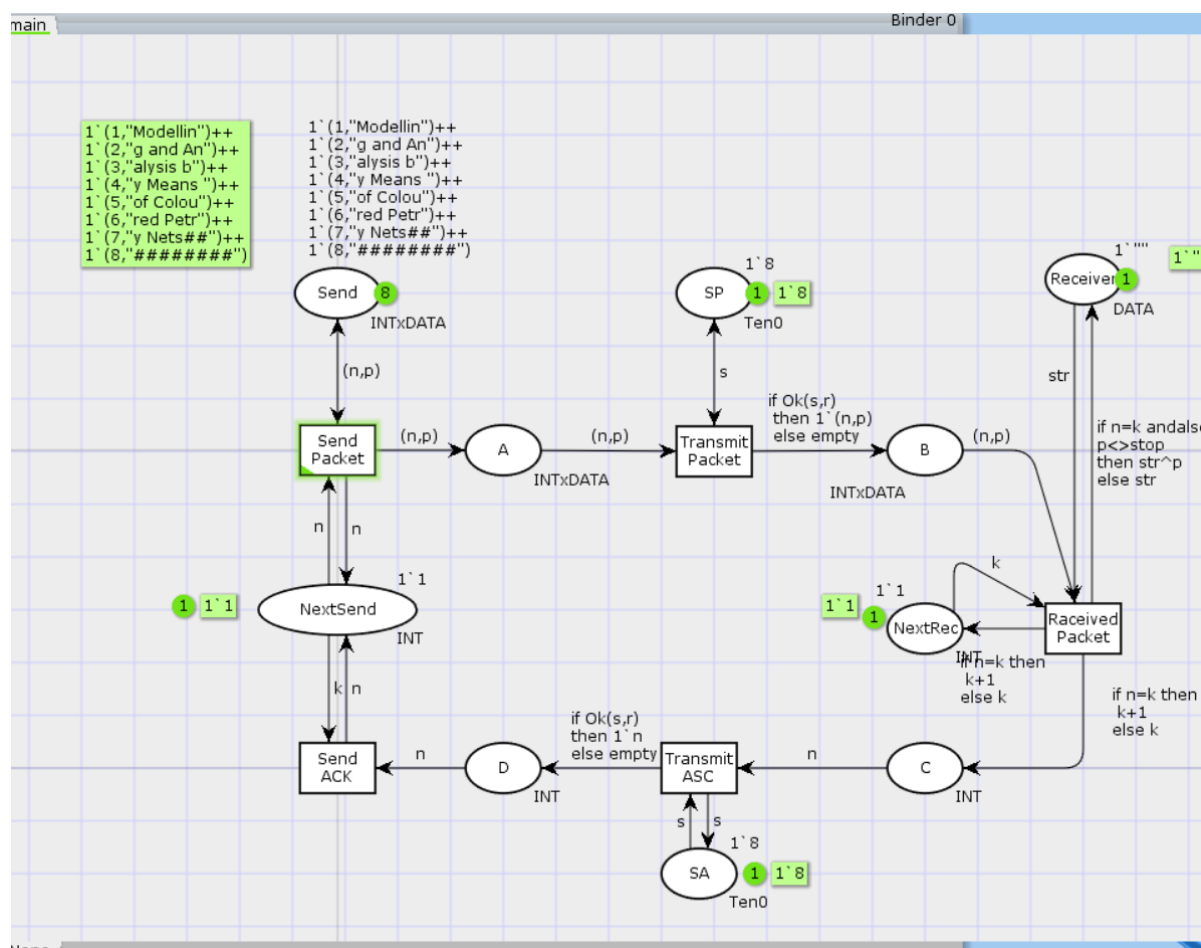 main
Binder 0
1`(1,"Modellin")++
1`(2,"g and An")++
1`(3,"alysis b")++
1`(4,"y Means ")++
1`(5,"of Colou")++
1`(6,"red Petr")++
1`(7,"y Nets##")++
1`(8,"########")
1`(1,"Modellin")++
1`(2,"g and An")++
1`(3,"alysis b")++
1`(4,"y Means ")++
1`(5,"of Colou")++
1`(6,"red Petr")++
1`(7,"y Nets##")++
1`(8,"########")
Send
8
INTxDATA
1`8
SP
1
1`8
Ten0
1`""
1`"
Receiver
1
DATA
(n,p)
s
str
if n=k andalso
p<>stop
then str^p
else str
Send
Packet
(n,p)
A
INTxDATA
(n,p)
Transmit
Packet
if Ok(s,r)
then 1`(n,p)
else empty
B
INTxDATA
(n,p)
n
n
1
1`1
1`1
NextSend
INT
k
1`1
1`1
1
NextRec
INT
if n=k then
k+1
else k
Raceived
Packet
if n=k then
k+1
else k
k
n
Send
ACK
n
D
INT
if Ok(s,r)
then 1`n
else empty
Transmit
ASC
n
C
INT
s
s
1`8
SA
1
1`8
Ten0